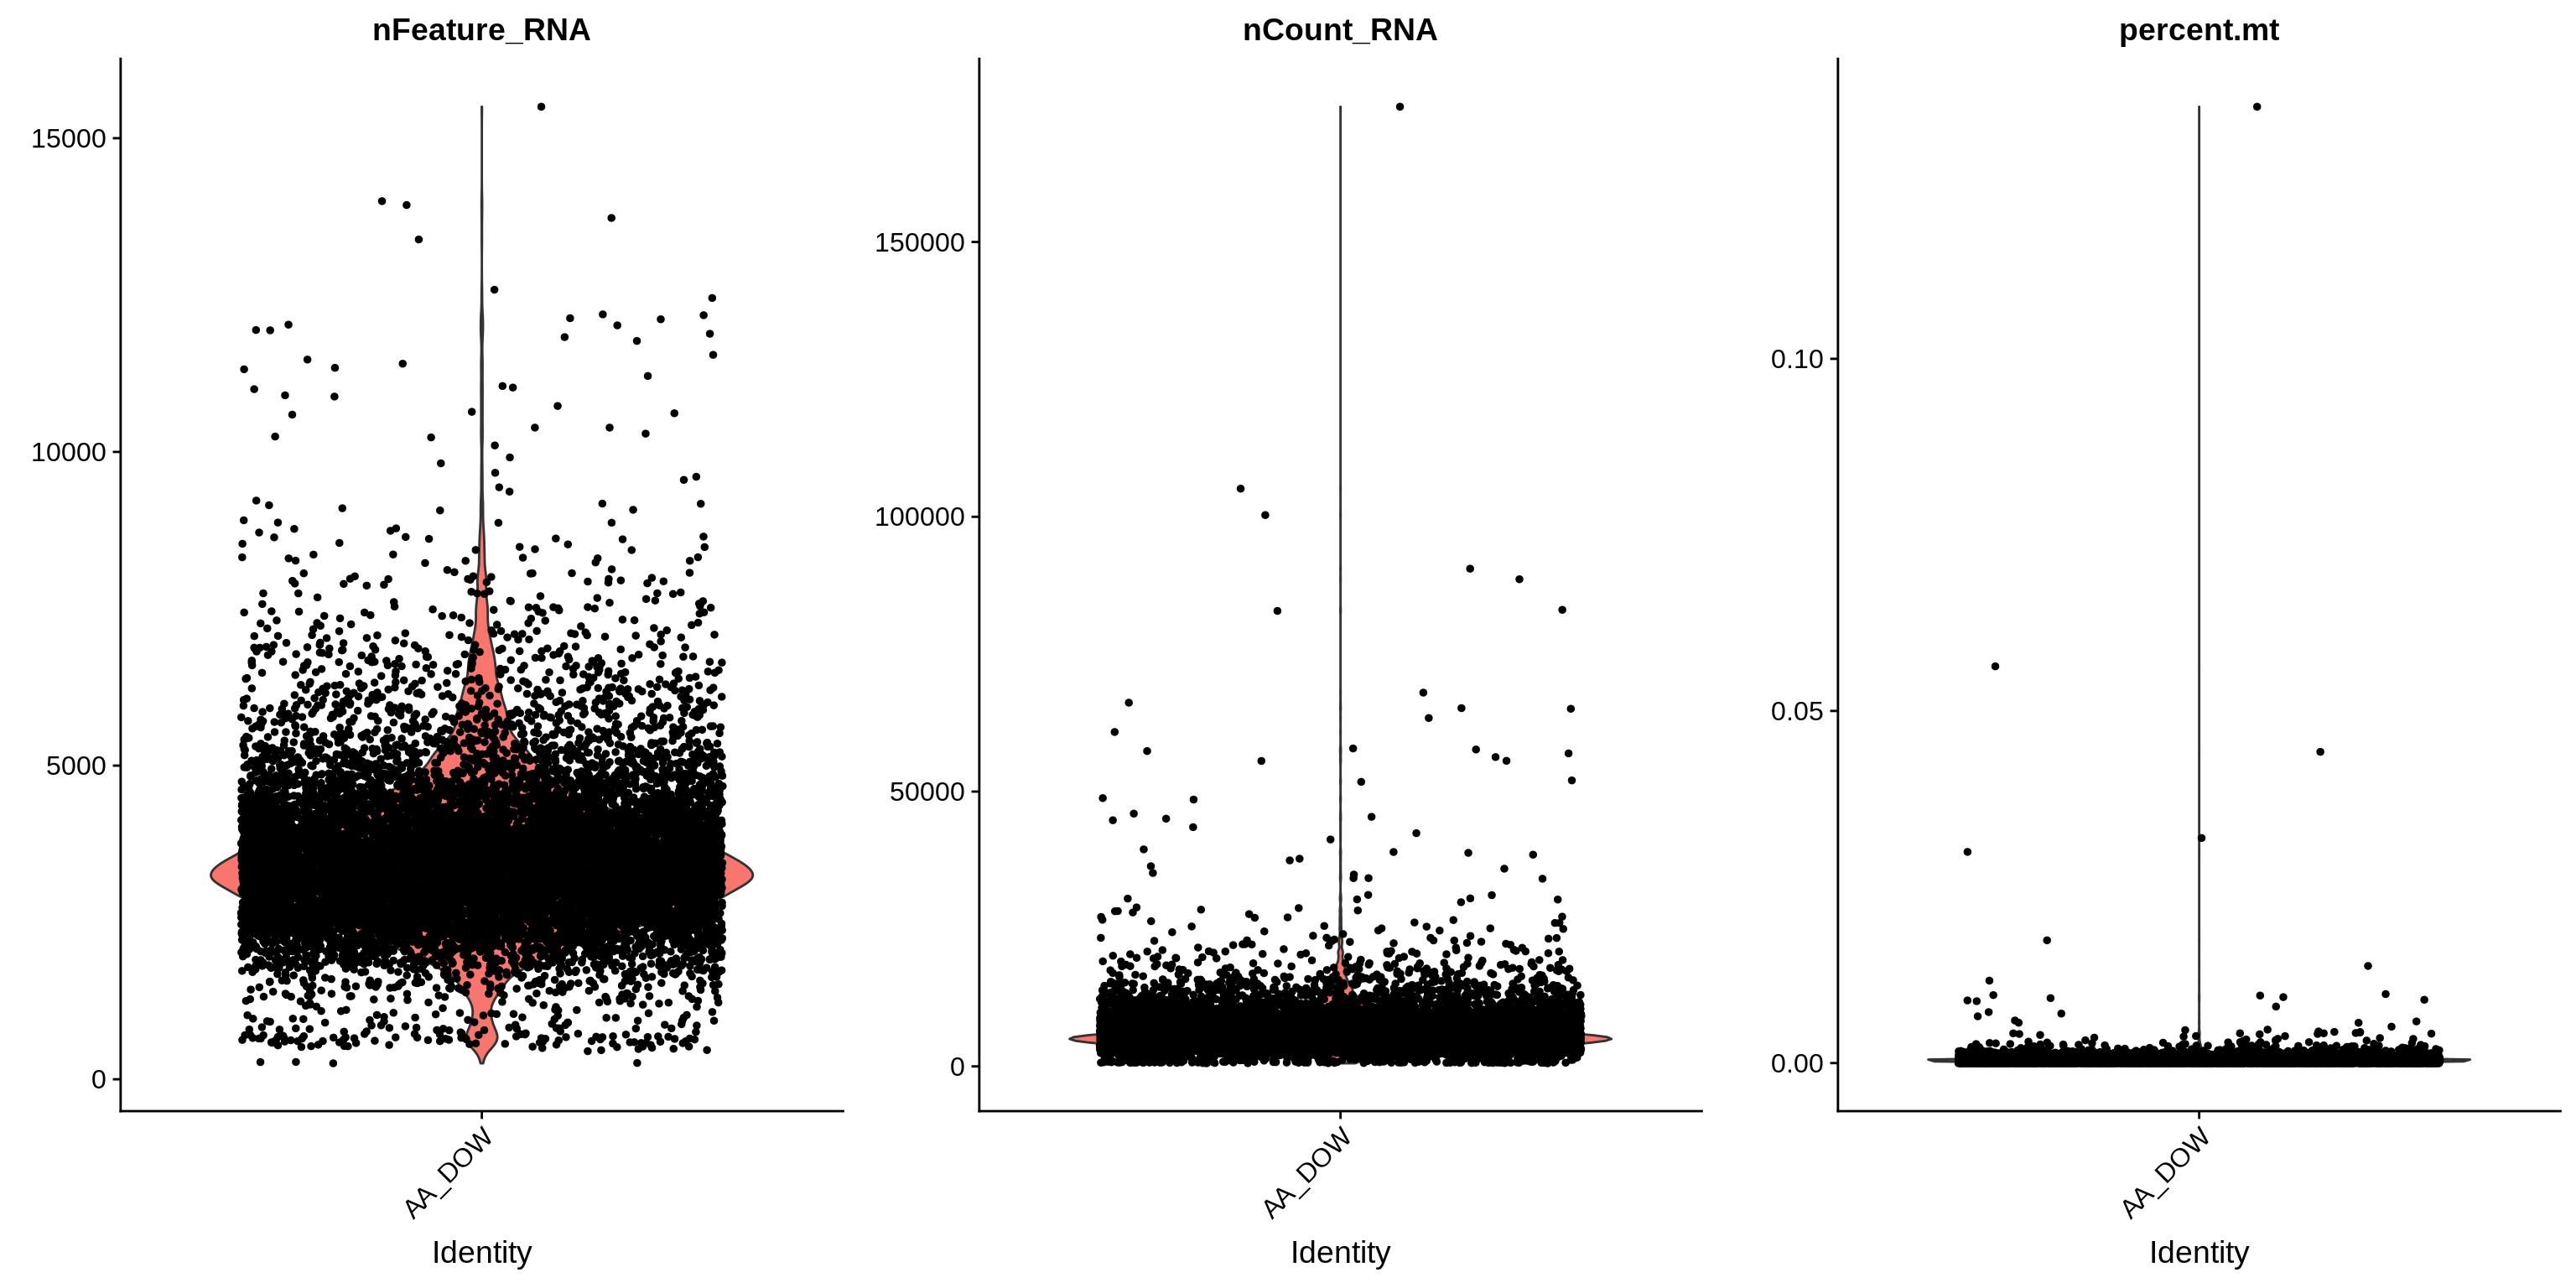 nFeature_RNA
15000
10000
5000
0
AA_DOW
Identity
nCount_RNA
150000
100000
50000
0
AA_DOW
Identity
percent.mt
0.10
0.05
0.00
AA_DOW
Identity